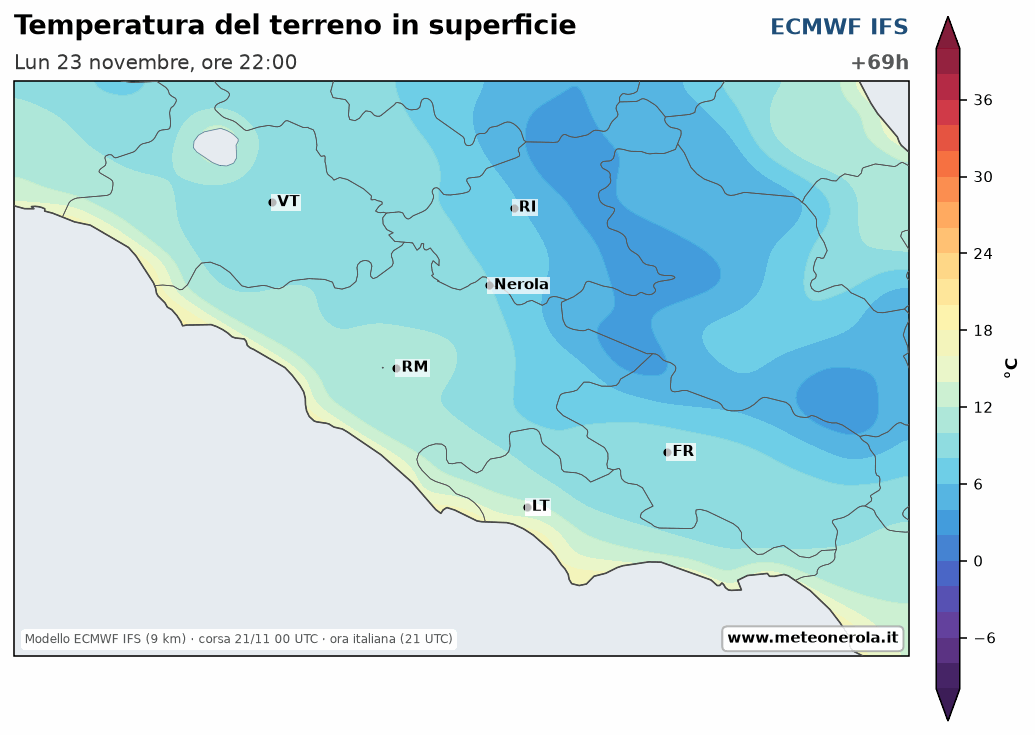 Temperatura del terreno in superficie
ECMWF IFS
Lun 23 novembre, ore 22:00
+69h
VT
RI
Nerola
RM
FR
LT
36
30
24
18
12
6
0
−6
°C
Modello ECMWF IFS (9 km) · corsa 21/11 00 UTC · ora italiana (21 UTC)
www.meteonerola.it